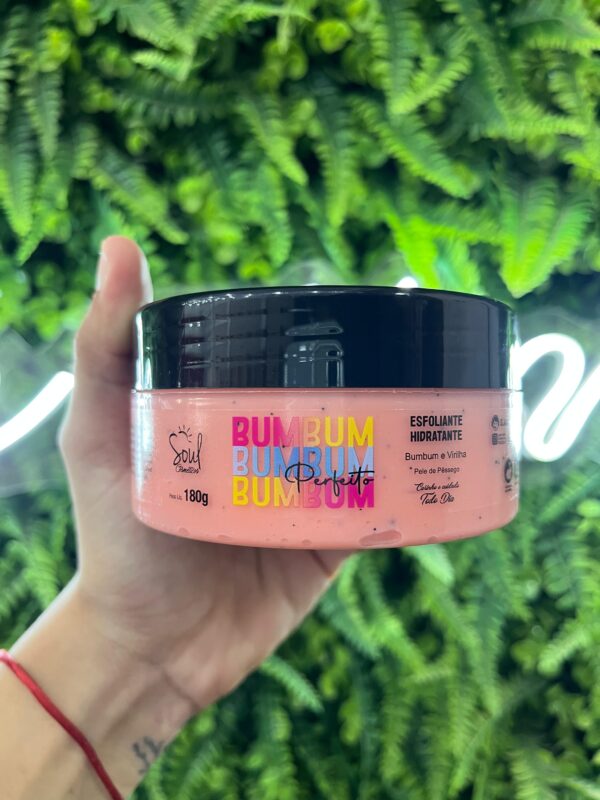 Soul
Cosméticos
Peso Líq. 180g
BUMBUM
BUMBUM
Perfeito
BUMBUM
ESFOLIANTE
HIDRATANTE
Bumbum e Virilha
* Pele de Pêssego
Carinho e cuidado
Todo Dia